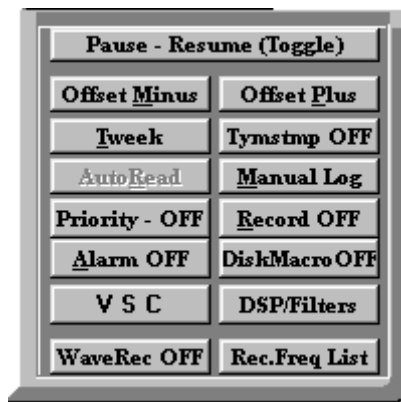 Pause - Resume (Toggle)
Offset Minus Offset Plus
Tweek Tymstmp OFF
AutoRead Manual Log
Priority - OFF Record OFF
Alarm OFF DiskMacro OFF
V S C DSP/Filters
WaveRec OFF Rec.Freq List